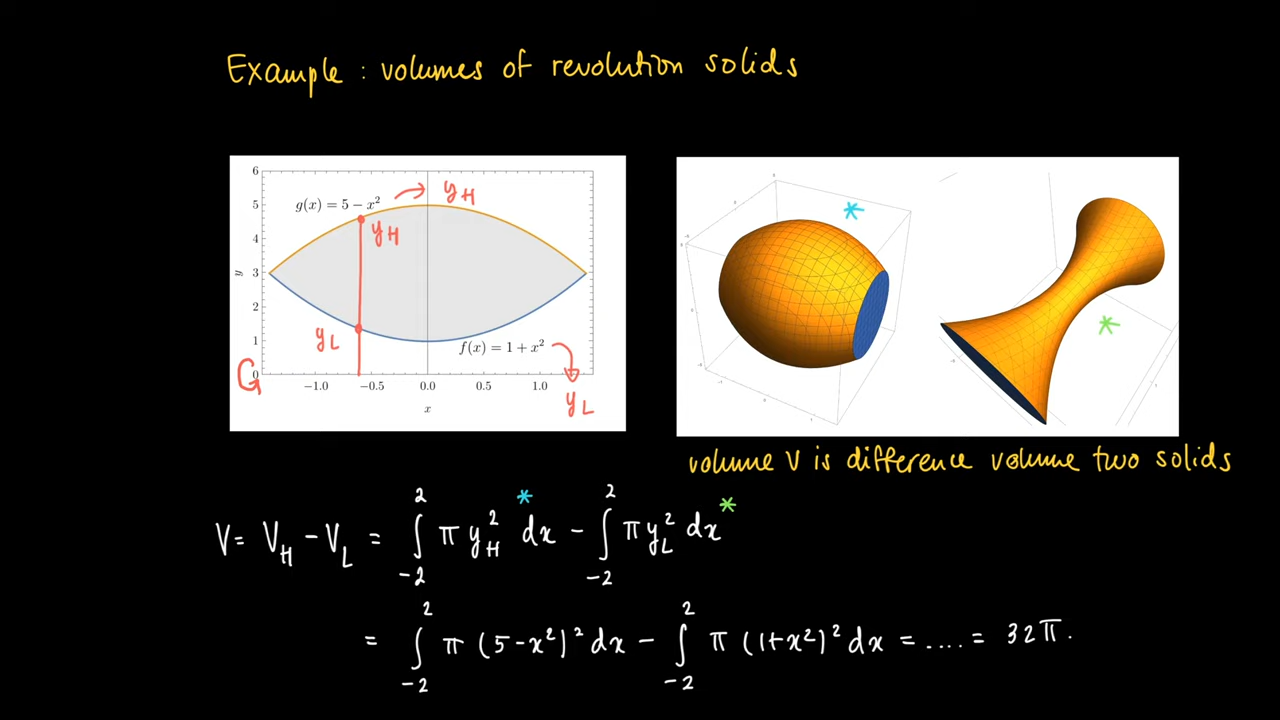 Example : volumes of revolution solids
6
g(x) = 5 − x² y_H
5
y_H
4
y 3
2
y_L
1
f(x) = 1 + x²
G 0
−1.0 −0.5 0.0 0.5 1.0
x
y_L
*
*
volume V is difference volume two solids
V = V_H − V_L = ∫_{-2}^{2} π y_H² dx* − ∫_{-2}^{2} π y_L² dx*
= ∫_{-2}^{2} π (5−x²)² dx − ∫_{-2}^{2} π (1+x²)² dx = .... = 32π.